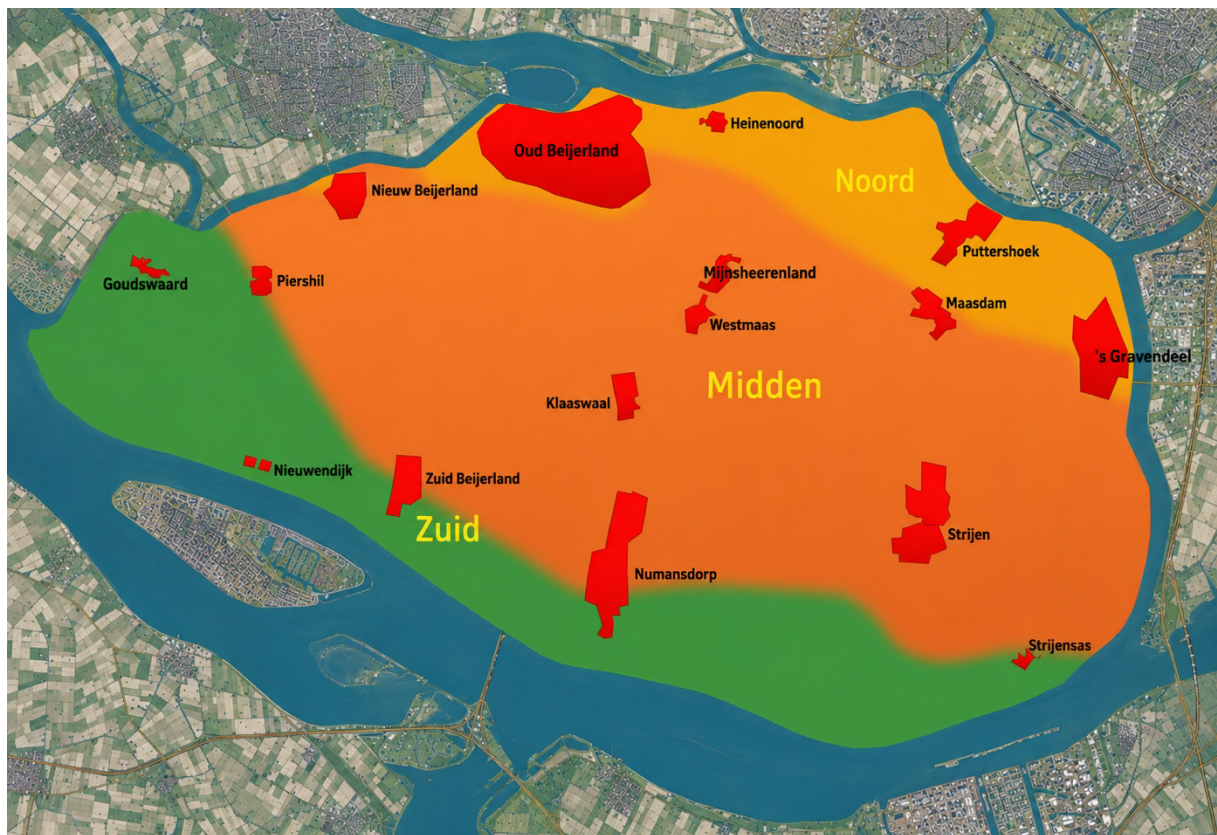 Heinenoord
Oud Beijerland
Noord
Nieuw Beijerland
Puttershoek
Mijnsheerenland
Goudswaard
Piershil
Maasdam
Westmaas
's Gravendeel
Midden
Klaaswaal
Nieuwendijk
Zuid Beijerland
Zuid
Strijen
Numansdorp
Strijensas